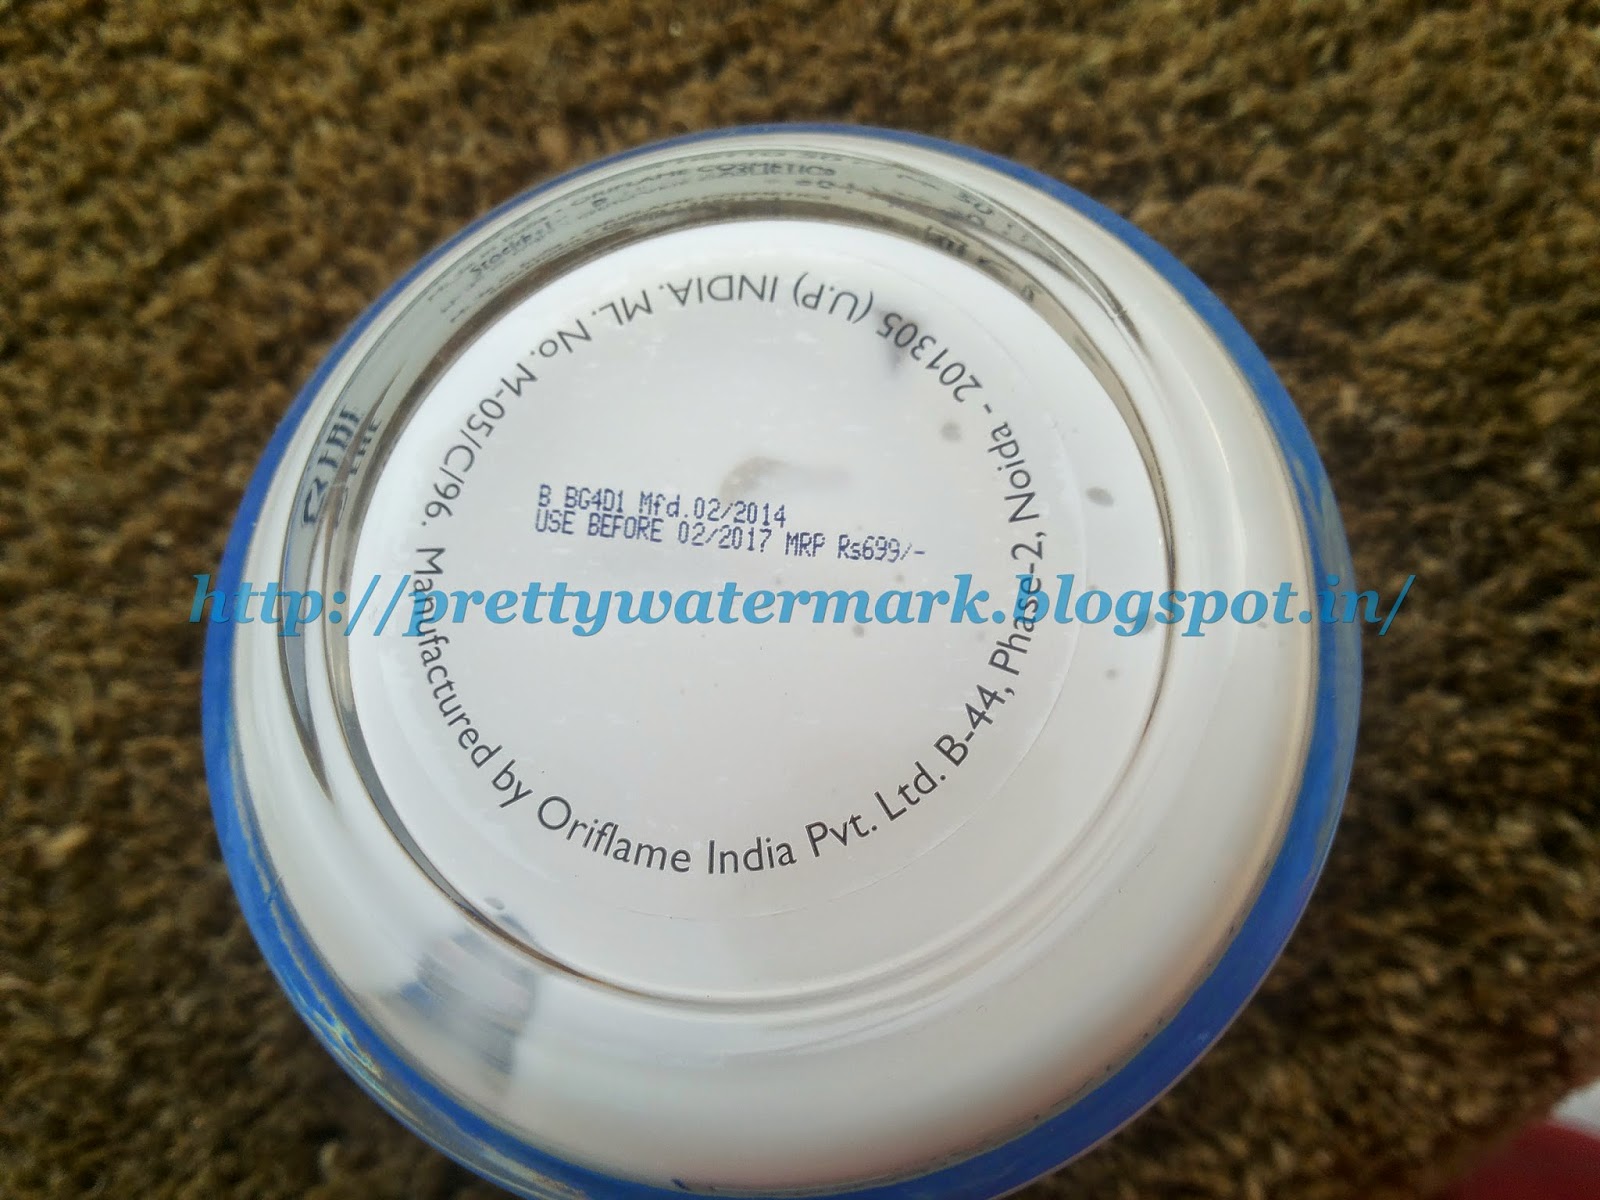 B BG4D1 Mfd.02/2014
USE BEFORE 02/2017 MRP Rs699/-
Manufactured by Oriflame India Pvt. Ltd. B-44, Phase-2, Noida - 201305 (U.P) INDIA. ML. No. M-05/C/96.
http://prettywatermark.blogspot.in/